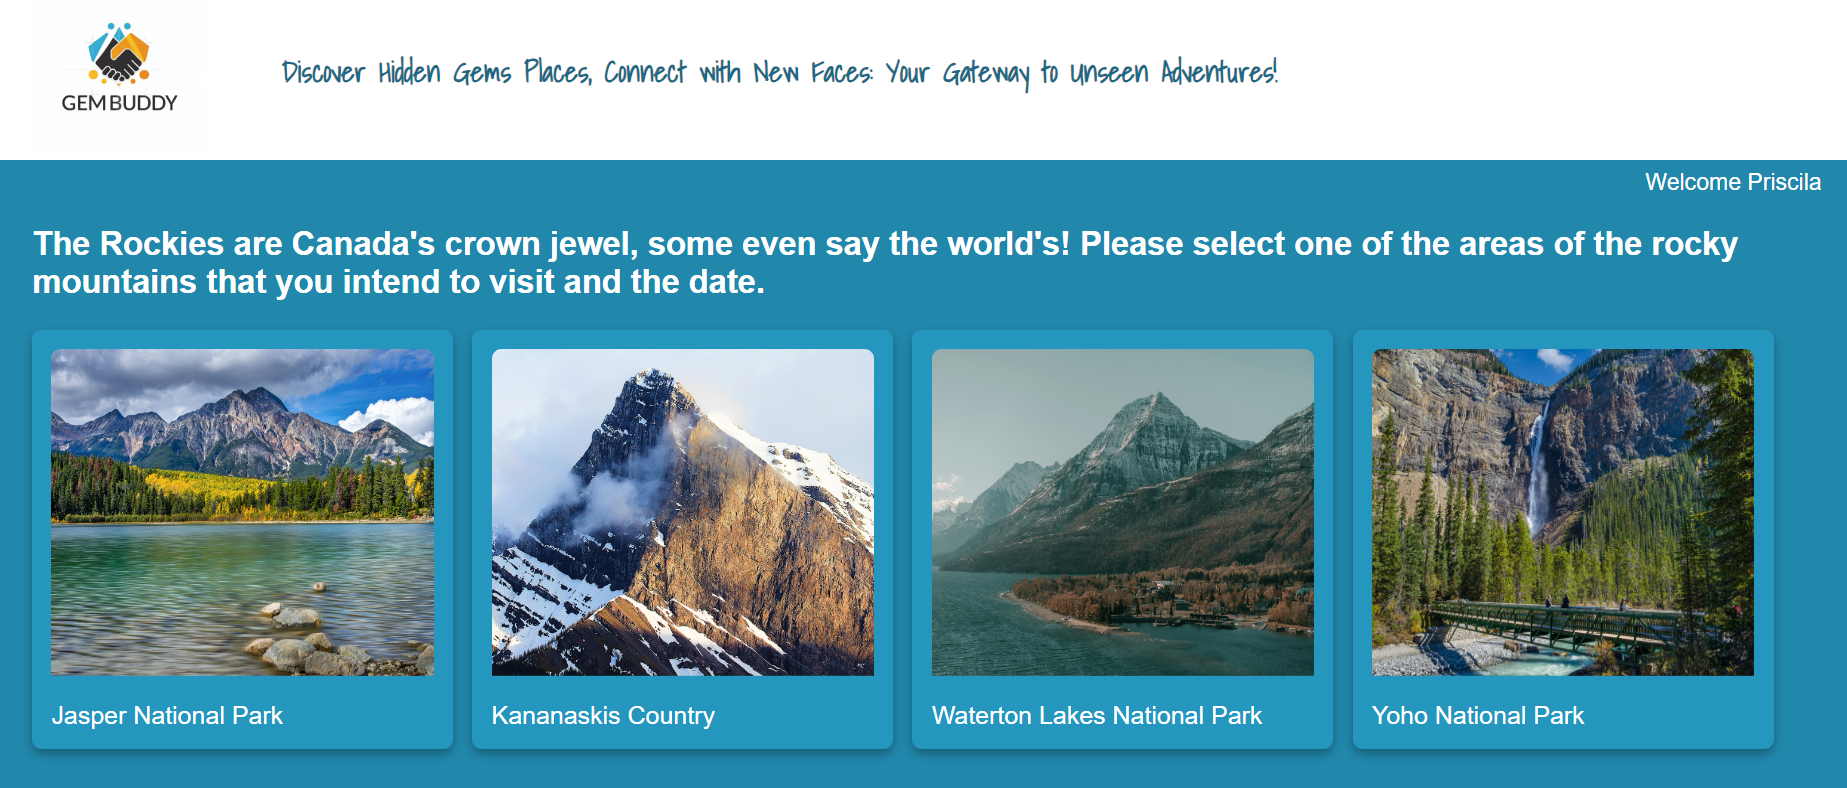 GEM BUDDY
Discover Hidden Gems Places, Connect with New Faces: Your Gateway to Unseen Adventures!
Welcome Priscila
The Rockies are Canada's crown jewel, some even say the world's! Please select one of the areas of the rocky
mountains that you intend to visit and the date.
Jasper National Park
Kananaskis Country
Waterton Lakes National Park
Yoho National Park